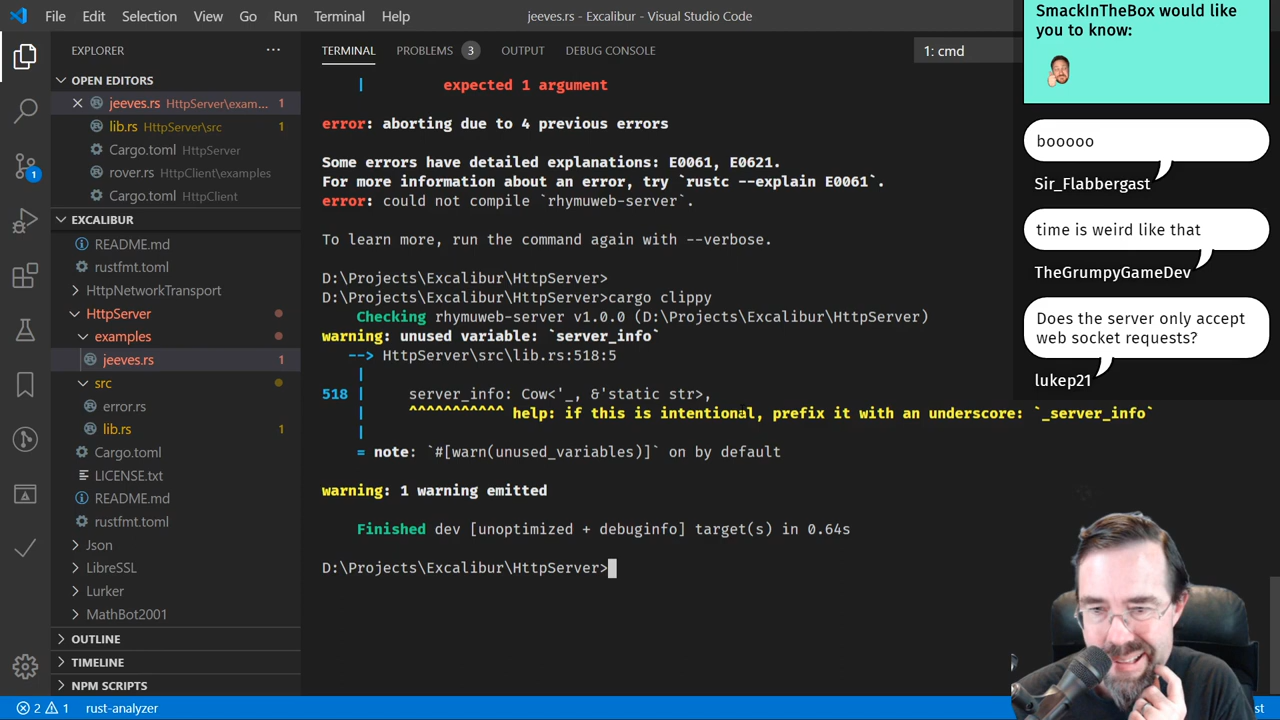 File Edit Selection View Go Run Terminal Help
jeeves.rs - Excalibur - Visual Studio Code
EXPLORER
OPEN EDITORS
jeeves.rs HttpServer\exam... 1
lib.rs HttpServer\src 1
Cargo.toml HttpServer
rover.rs HttpClient\examples
Cargo.toml HttpClient
EXCALIBUR
README.md
rustfmt.toml
HttpNetworkTransport
HttpServer
examples
jeeves.rs 1
src
error.rs
lib.rs 1
Cargo.toml
LICENSE.txt
README.md
rustfmt.toml
Json
LibreSSL
Lurker
MathBot2001
OUTLINE
TIMELINE
NPM SCRIPTS
1
TERMINAL PROBLEMS 3 OUTPUT DEBUG CONSOLE
1: cmd
| expected 1 argument
error: aborting due to 4 previous errors
Some errors have detailed explanations: E0061, E0621.
For more information about an error, try `rustc --explain E0061`.
error: could not compile `rhymuweb-server`.
To learn more, run the command again with --verbose.
D:\Projects\Excalibur\HttpServer>
D:\Projects\Excalibur\HttpServer>cargo clippy
Checking rhymuweb-server v1.0.0 (D:\Projects\Excalibur\HttpServer)
warning: unused variable: `server_info`
--> HttpServer\src\lib.rs:518:5
|
518 | server_info: Cow<'_, &'static str>,
| ^^^^^^^^^^^ help: if this is intentional, prefix it with an underscore: `_server_info`
|
= note: `#[warn(unused_variables)]` on by default
warning: 1 warning emitted
Finished dev [unoptimized + debuginfo] target(s) in 0.64s
D:\Projects\Excalibur\HttpServer>
SmackInTheBox would like
you to know:
booooo
Sir_Flabbergast
time is weird like that
TheGrumpyGameDev
Does the server only accept
web socket requests?
lukep21
2 1 rust-analyzer